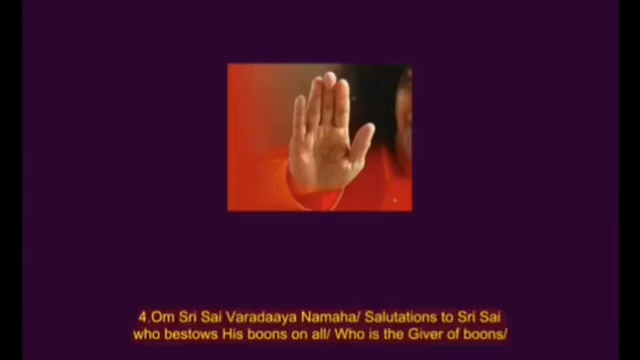 4.Om Sri Sai Varadaaya Namaha/ Salutations to Sri Sai
who bestows His boons on all/ Who is the Giver of boons/